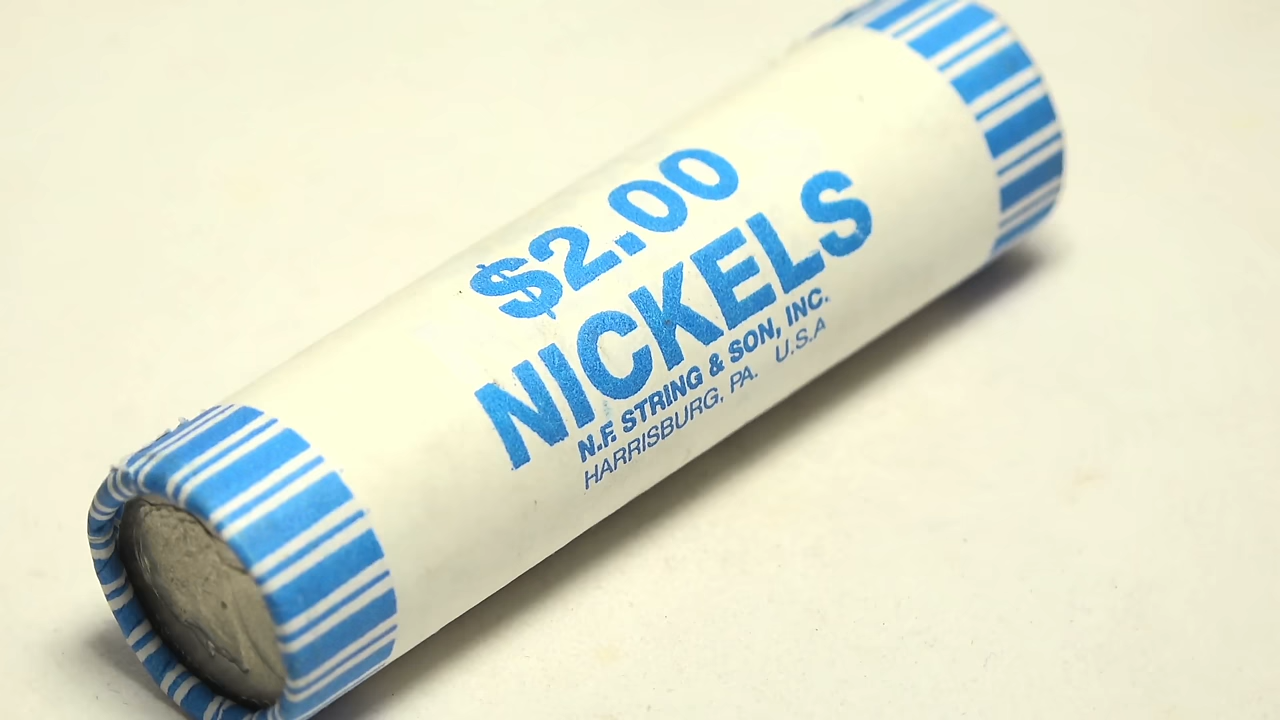 $2.00
NICKELS
N.F. STRING & SON, INC.
HARRISBURG, PA. U.S.A